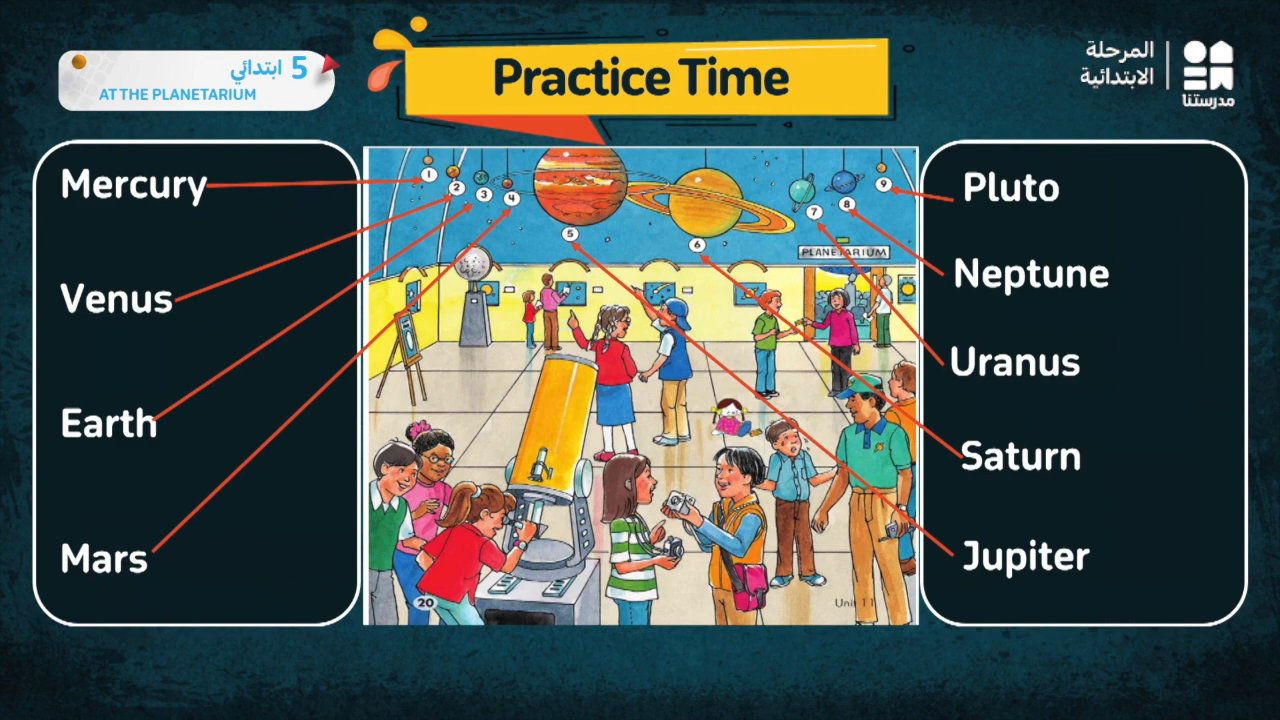 5 ابتدائي
AT THE PLANETARIUM
Practice Time
المرحلة
الابتدائية
مدرستنا
Mercury
Venus
Earth
Mars
1
2
3
4
5
6
7
8
9
PLANETARIUM
20
Unit 11
Pluto
Neptune
Uranus
Saturn
Jupiter